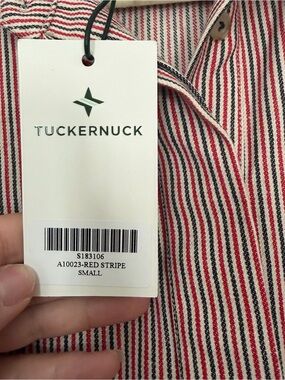 TUCKERNUCK
S183106
A10023-RED STRIPE
SMALL